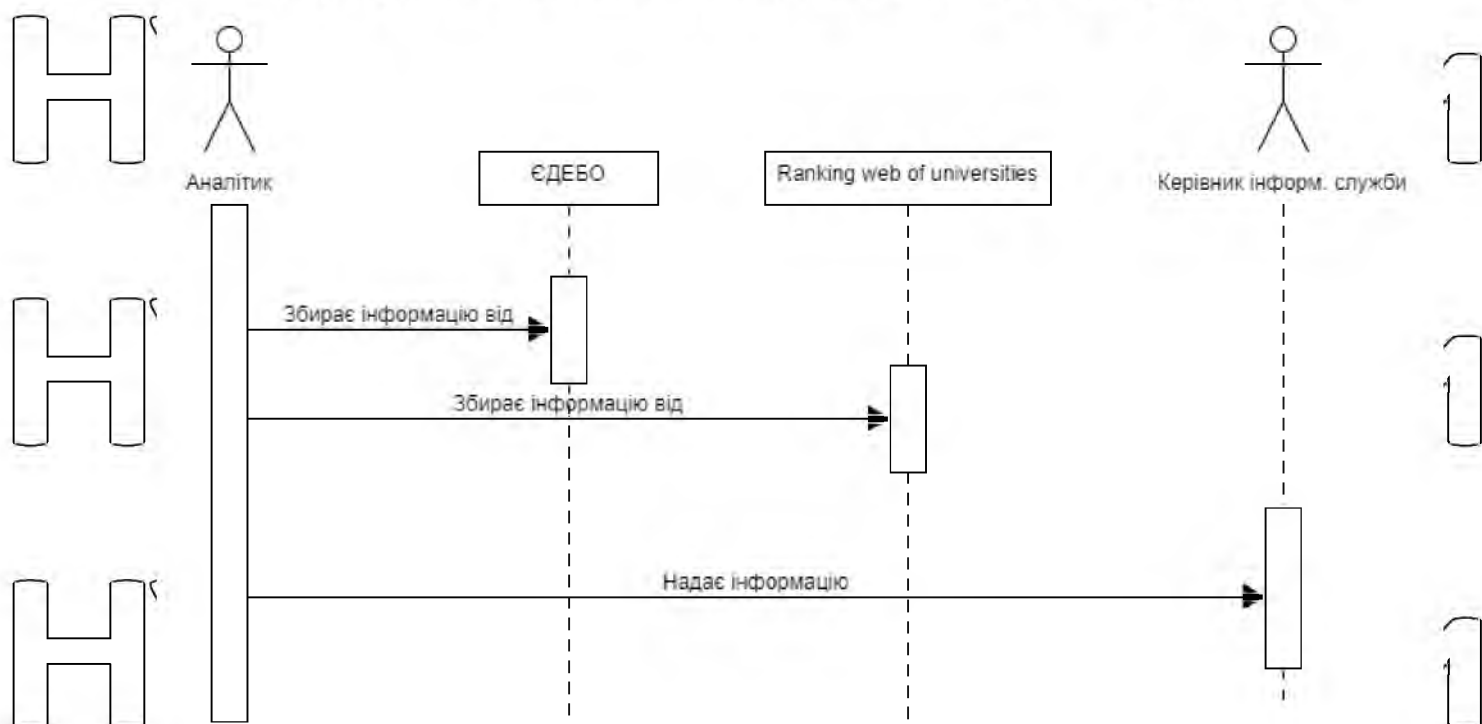 Аналітик
ЄДЕБО
Ranking web of universities
Керівник інформ. служби
Збирає інформацію від
Збирає інформацію від
Надає інформацію